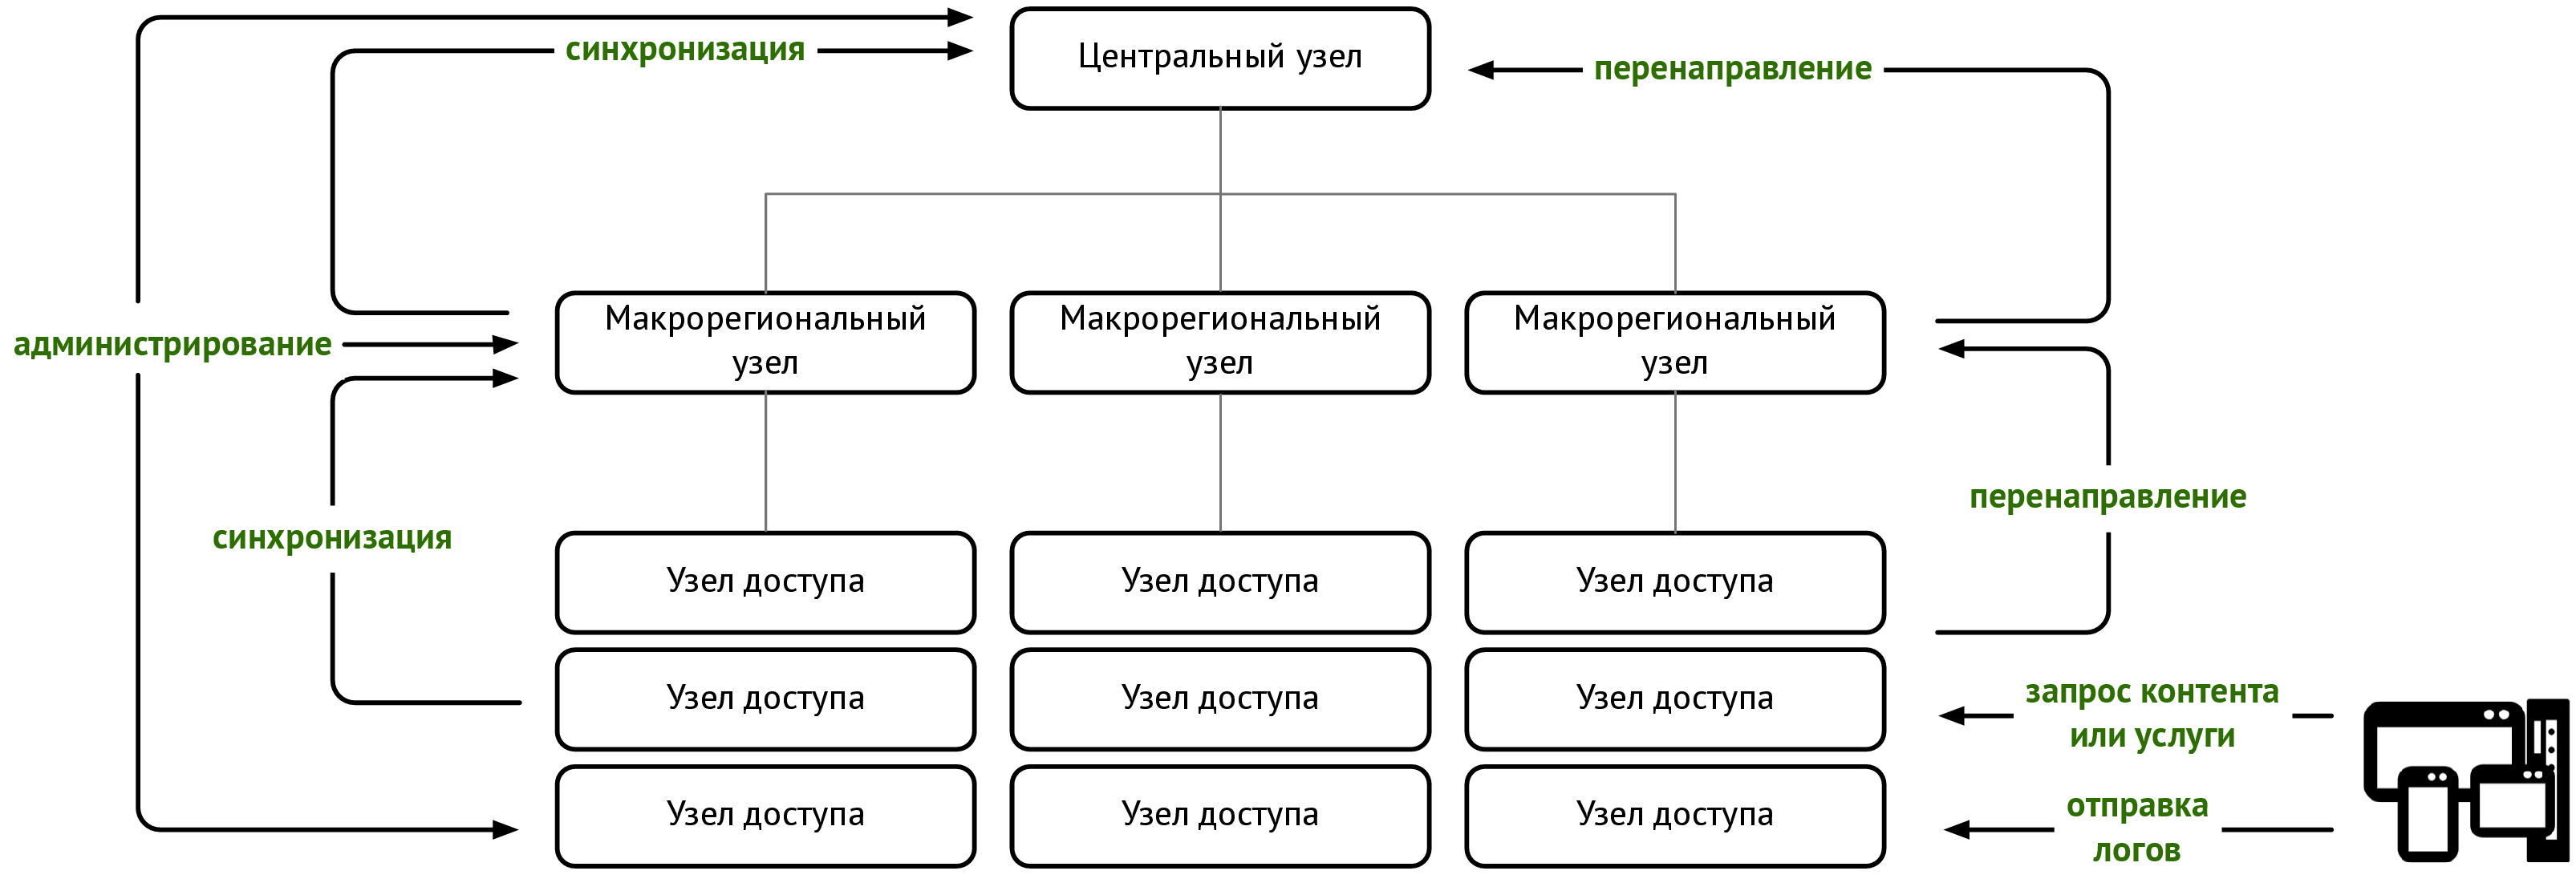 синхронизация
Центральный узел
перенаправление
администрирование
Макрорегиональный
узел
Макрорегиональный
узел
Макрорегиональный
узел
синхронизация
перенаправление
Узел доступа
Узел доступа
Узел доступа
Узел доступа
Узел доступа
Узел доступа
запрос контента
или услуги
Узел доступа
Узел доступа
Узел доступа
отправка
логов